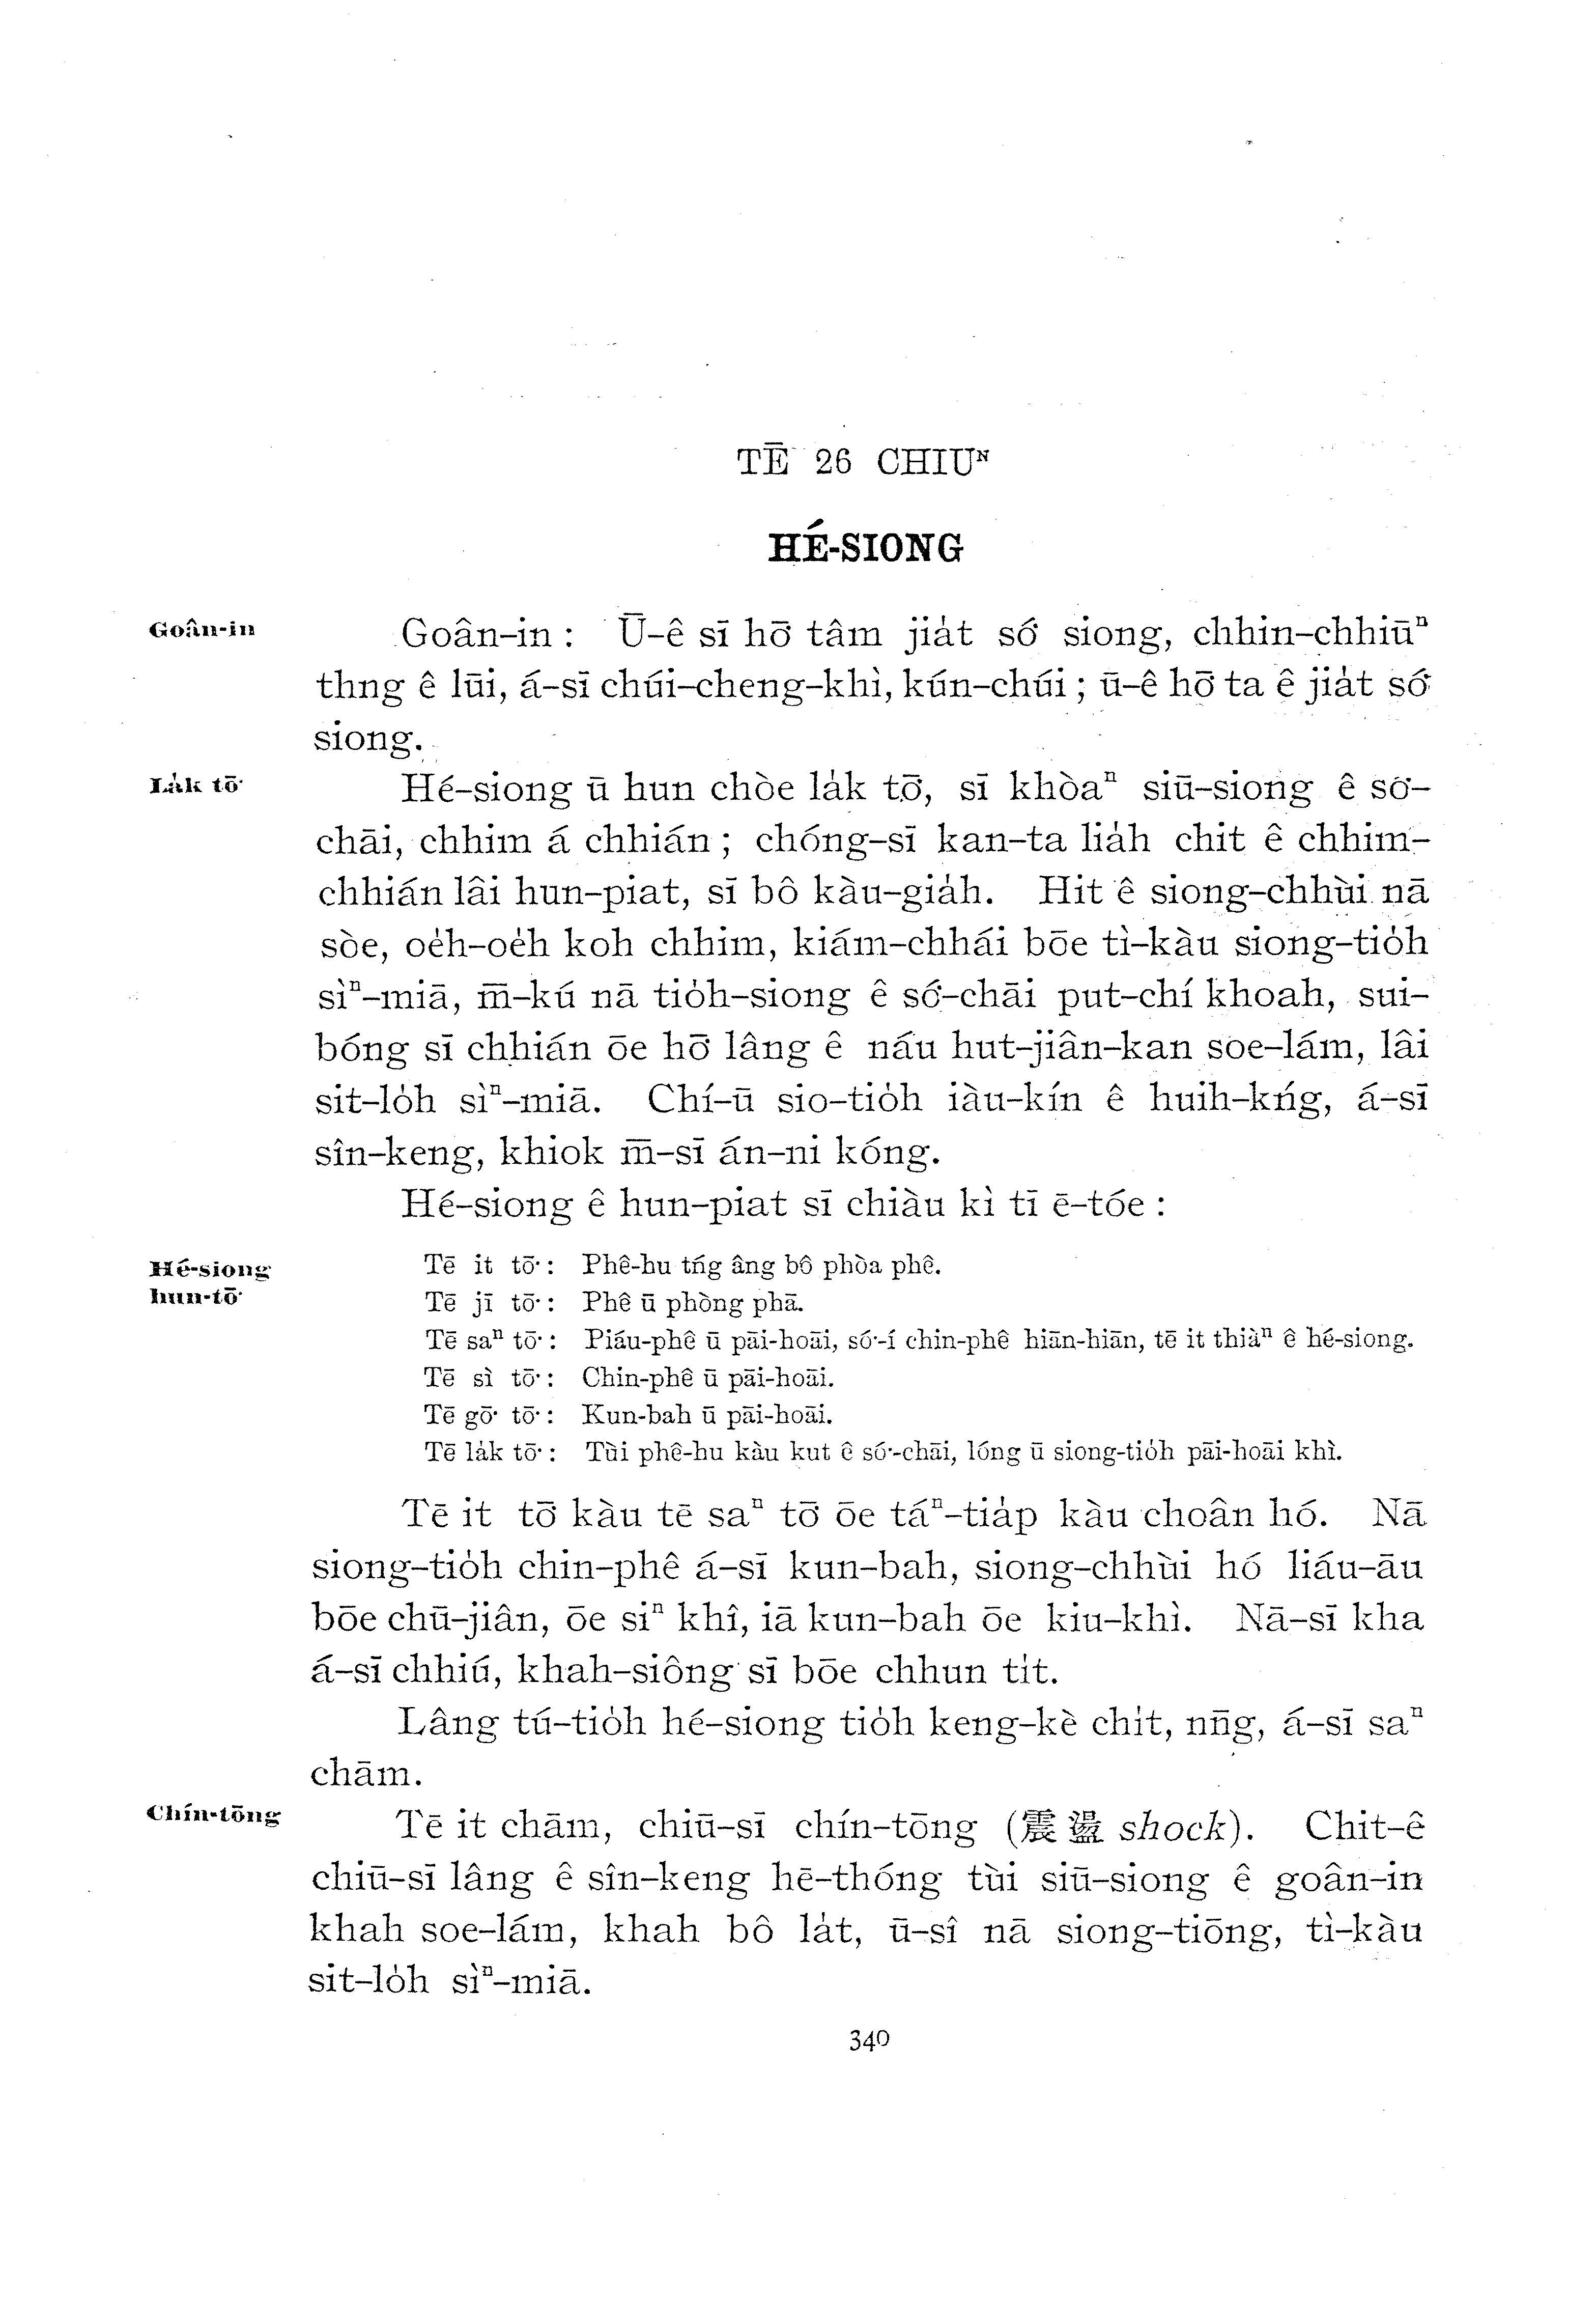 TĒ 26 CHIUᴺ
HÉ-SIONG
Goân-in
Goân-in : Ū-ê sī hō͘ tâm jia̍t só͘ siong, chhin-chhiūⁿ
thng ê lūi, á-sī chúi-cheng-khì, kún-chúi ; ū-ê hō͘ ta ê jia̍t só͘
siong.
La̍k tō͘
Hé-siong ū hun chòe la̍k tō͘, sī khòaⁿ siū-siong ê só͘-
chāi, chhim á chhián ; chóng-sī kan-ta lia̍h chit ê chhim-
chhián lâi hun-piat, sī bô kàu-gia̍h. Hit ê siong-chhùi nā
sòe, oe̍h-oe̍h koh chhim, kiám-chhái bōe tì-kàu siong-tio̍h
sìⁿ-miā, m̄-kú nā tio̍h-siong ê só͘-chāi put-chí khoah, sui-
bóng sī chhián ōe hō͘ lâng ê náu hut-jiân-kan soe-lám, lâi
sit-lo̍h sìⁿ-miā. Chí-ū sio-tio̍h iàu-kín ê huih-kńg, á-sī
sîn-keng, khiok m̄-sī án-ni kóng.
Hé-siong ê hun-piat sī chiàu kì tī ē-tóe :
Hé-siong
hun-tō͘
Tē it tō͘ : Phê-hu tńg âng bô phòa phê.
Tē jī tō͘ : Phê ū phòng phā.
Tē saⁿ tō͘ : Piáu-phê ū pāi-hoāi, só͘-í chin-phê hiān-hiān, tē it thiàⁿ ê hé-siong.
Tē sì tō͘ : Chin-phê ū pāi-hoāi.
Tē gō͘ tō͘ : Kun-bah ū pāi-hoāi.
Tē la̍k tō͘ : Tùi phê-hu kàu kut ê só͘-chāi, lóng ū siong-tio̍h pāi-hoāi khì.
Tē it tō͘ kàu tē saⁿ tō͘ ōe táⁿ-tia̍p kàu choân hó. Nā
siong-tio̍h chin-phê á-sī kun-bah, siong-chhùi hó liáu-āu
bōe chū-jiân, ōe siⁿ khî, iā kun-bah ōe kiu-khì. Nā-sī kha
á-sī chhiú, khah-siông sī bōe chhun ti̍t.
Lâng tú-tio̍h hé-siong tio̍h keng-kè chi̍t, nn̄g, á-sī saⁿ
chām.
Chín-tōng
Tē it chām, chiū-sī chín-tōng (震盪 shock). Chit-ê
chiū-sī lâng ê sîn-keng hē-thóng tùi siū-siong ê goân-in
khah soe-lám, khah bô la̍t, ū-sî nā siong-tiōng, tì-kàu
sit-lo̍h sìⁿ-miā.
340